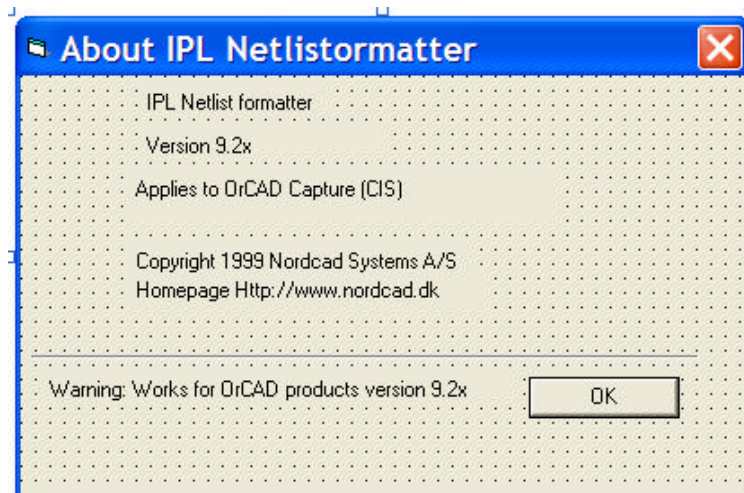 About IPL Netlistormatter
IPL Netlist formatter
Version 9.2x
Applies to OrCAD Capture (CIS)
Copyright 1999 Nordcad Systems A/S
Homepage Http://www.nordcad.dk
Warning: Works for OrCAD products version 9.2x
OK